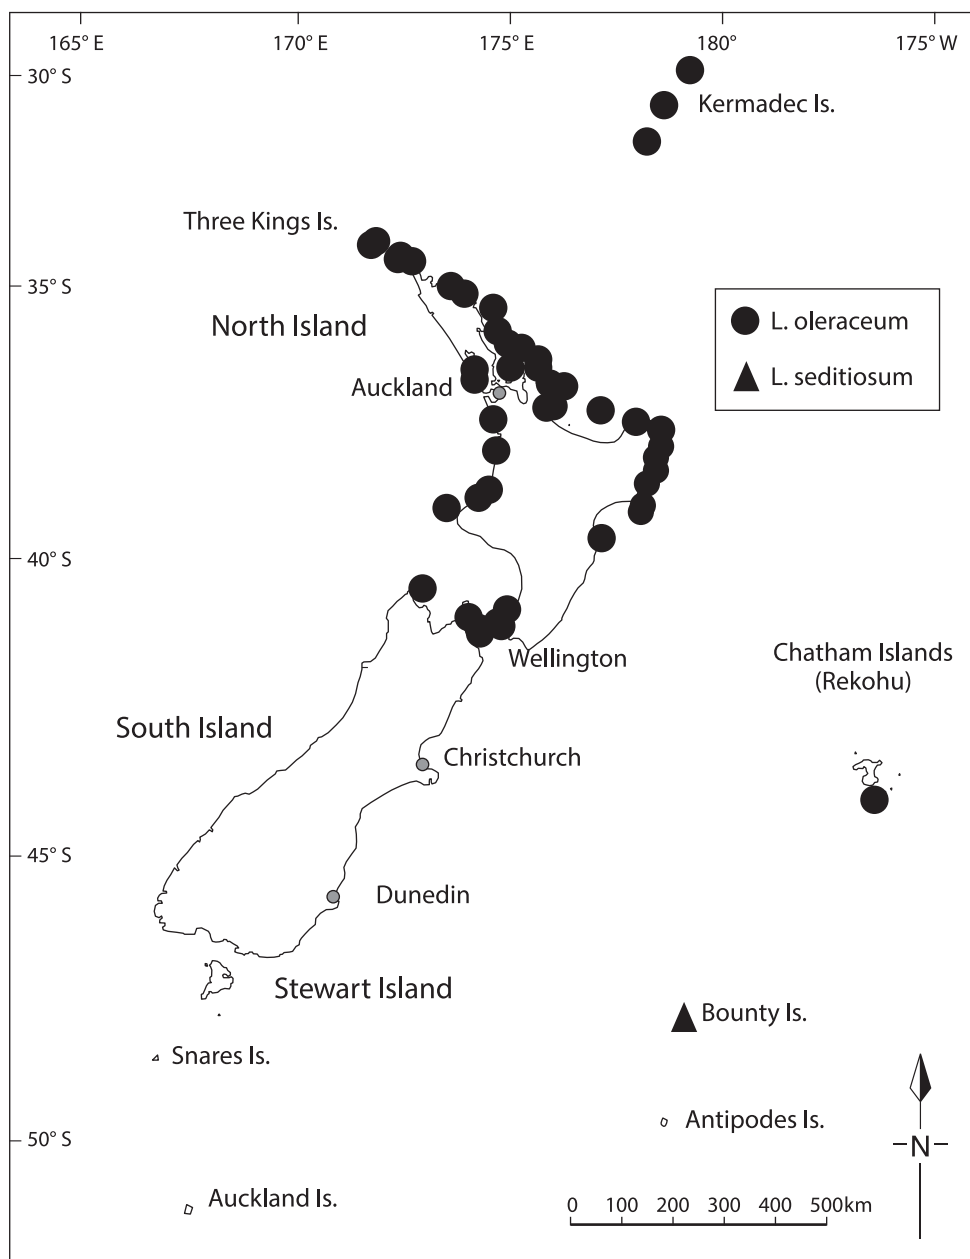 165° E 170° E 175° E 180° 175° W
30° S
Kermadec Is.
Three Kings Is.
35° S
North Island
L. oleraceum
L. seditiosum
Auckland
40° S
Wellington
Chatham Islands
(Rekohu)
South Island
Christchurch
45° S
Dunedin
Stewart Island
Bounty Is.
Snares Is.
Antipodes Is.
50° S
N
Auckland Is.
0 100 200 300 400 500km